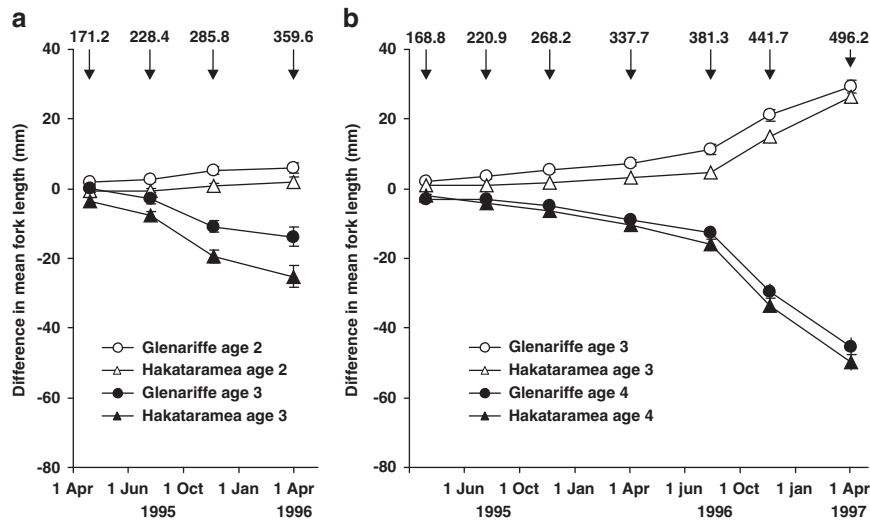 a
171.2 228.4 285.8 359.6
40
20
0
-20
-40
-60
-80
Difference in mean fork length (mm)
Glenariffe age 2
Hakataramea age 2
Glenariffe age 3
Hakataramea age 3
1 Apr 1 Jun 1 Oct 1 Jan 1 Apr
1995 1996
b
168.8 220.9 268.2 337.7 381.3 441.7 496.2
40
20
0
-20
-40
-60
-80
Difference in mean fork length (mm)
Glenariffe age 3
Hakataramea age 3
Glenariffe age 4
Hakataramea age 4
1 Jun 1 Oct 1 Apr 1 jun 1 Oct 1 jan 1 Apr
1995 1996 1997